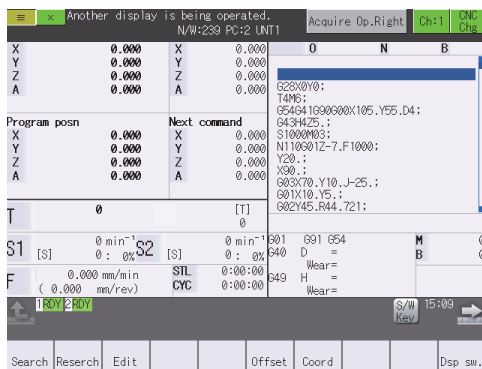 Another display is being operated.
N/W:239 PC:2 UNT1
Acquire Op.Right
Ch:1
CNC
Chg
X 0.000 X 0.000
Y 0.000 Y 0.000
Z 0.000 Z 0.000
A 0.000 A 0.000
Program posn Next command
X 0.000 X 0.000
Y 0.000 Y 0.000
Z 0.000 Z 0.000
A 0.000 A 0.000
O N B
G28X0Y0;
T4M6;
G54G41G90G00X105.Y55.D4;
G43H4Z5.;
S1000M03;
N110G01Z-7.F1000;
Y20.;
X90.;
G03X70.Y10.J-25.;
G01X10.Y5.;
G02Y45.R44.721;
T 0 [T]
0
S1 [S] 0 min⁻¹ 0: 0%
S2 [S] 0 min⁻¹ 0: 0%
F 0.000 mm/min
( 0.000 mm/rev)
STL 0:00:00
CYC 0:00:00
G01 G91 G54
G40 D =
Wear=
G49 H =
Wear=
M
B
1RDY 2RDY
S/W
Key
15:09
Search Reserch Edit Offset Coord Dsp sw.